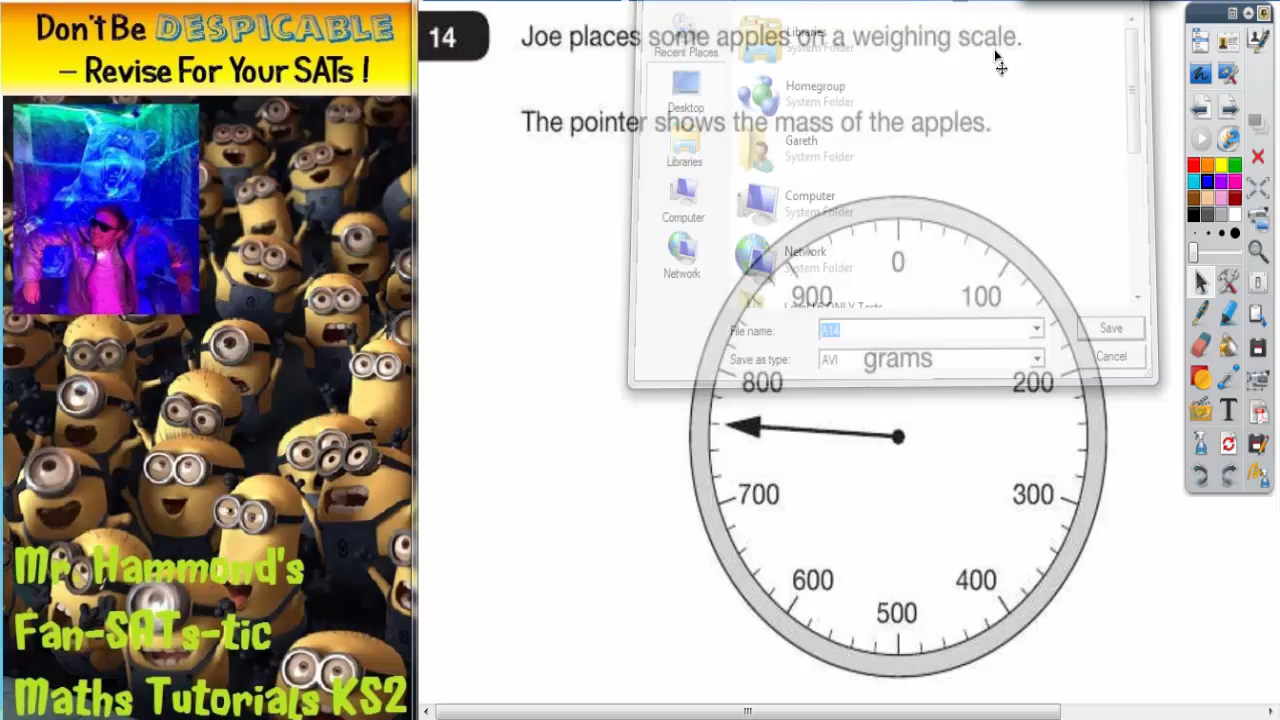 Don't Be DESPICABLE
– Revise For Your SATs !
Mr. Hammond's
Fan-SATs-tic
Maths Tutorials KS2
14
Joe places some apples on a weighing scale.
The pointer shows the mass of the apples.
Recent Places
Desktop
Libraries
Computer
Network
Libraries
System Folder
Homegroup
System Folder
Gareth
System Folder
Computer
System Folder
Network
System Folder
File name:
A14
Save
Save as type:
AVI
Cancel
0
100
200
300
400
500
600
700
800
900
grams